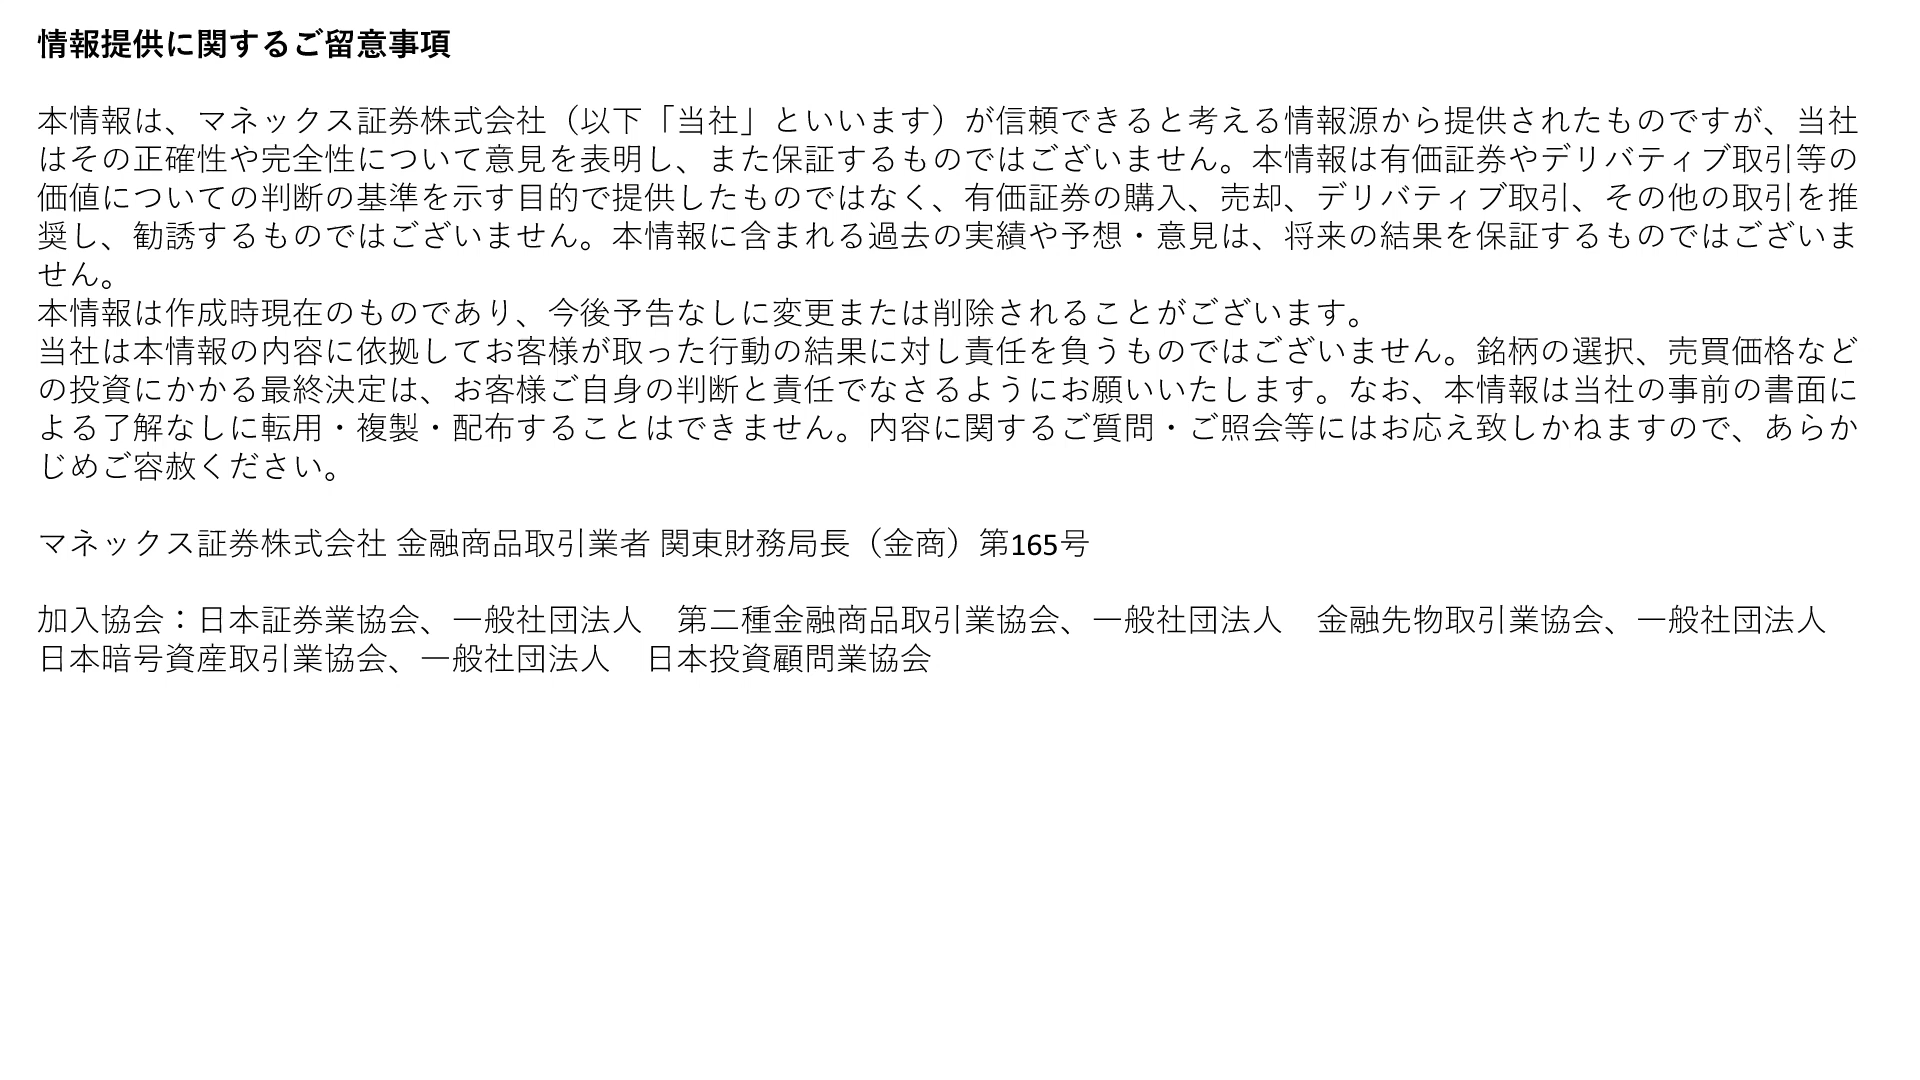 情報提供に関するご留意事項
本情報は、マネックス証券株式会社（以下「当社」といいます）が信頼できると考える情報源から提供されたものですが、当社
はその正確性や完全性について意見を表明し、また保証するものではございません。本情報は有価証券やデリバティブ取引等の
価値についての判断の基準を示す目的で提供したものではなく、有価証券の購入、売却、デリバティブ取引、その他の取引を推
奨し、勧誘するものではございません。本情報に含まれる過去の実績や予想・意見は、将来の結果を保証するものではございま
せん。
本情報は作成時現在のものであり、今後予告なしに変更または削除されることがございます。
当社は本情報の内容に依拠してお客様が取った行動の結果に対し責任を負うものではございません。銘柄の選択、売買価格など
の投資にかかる最終決定は、お客様ご自身の判断と責任でなさるようにお願いいたします。なお、本情報は当社の事前の書面に
よる了解なしに転用・複製・配布することはできません。内容に関するご質問・ご照会等にはお応え致しかねますので、あらか
じめご容赦ください。
マネックス証券株式会社 金融商品取引業者 関東財務局長（金商）第165号
加入協会：日本証券業協会、一般社団法人　第二種金融商品取引業協会、一般社団法人　金融先物取引業協会、一般社団法人
日本暗号資産取引業協会、一般社団法人　日本投資顧問業協会